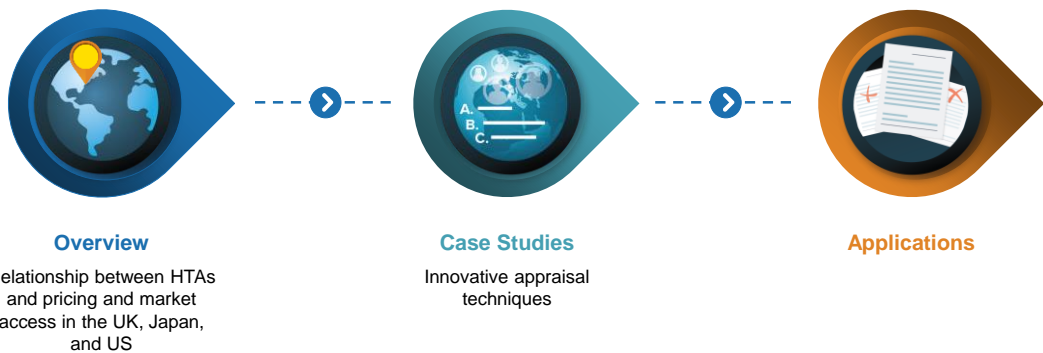 A.
B.
C.
Overview
elationship between HTAs
and pricing and market
access in the UK, Japan,
and US
Case Studies
Innovative appraisal
techniques
Applications